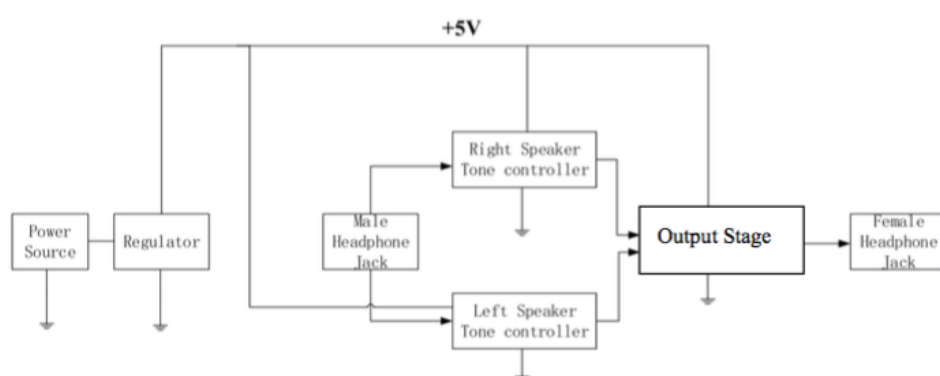 +5V
Right Speaker
Tone controller
Power
Source
Regulator
Male
Headphone
Jack
Output Stage
Female
Headphone
Jack
Left Speaker
Tone controller